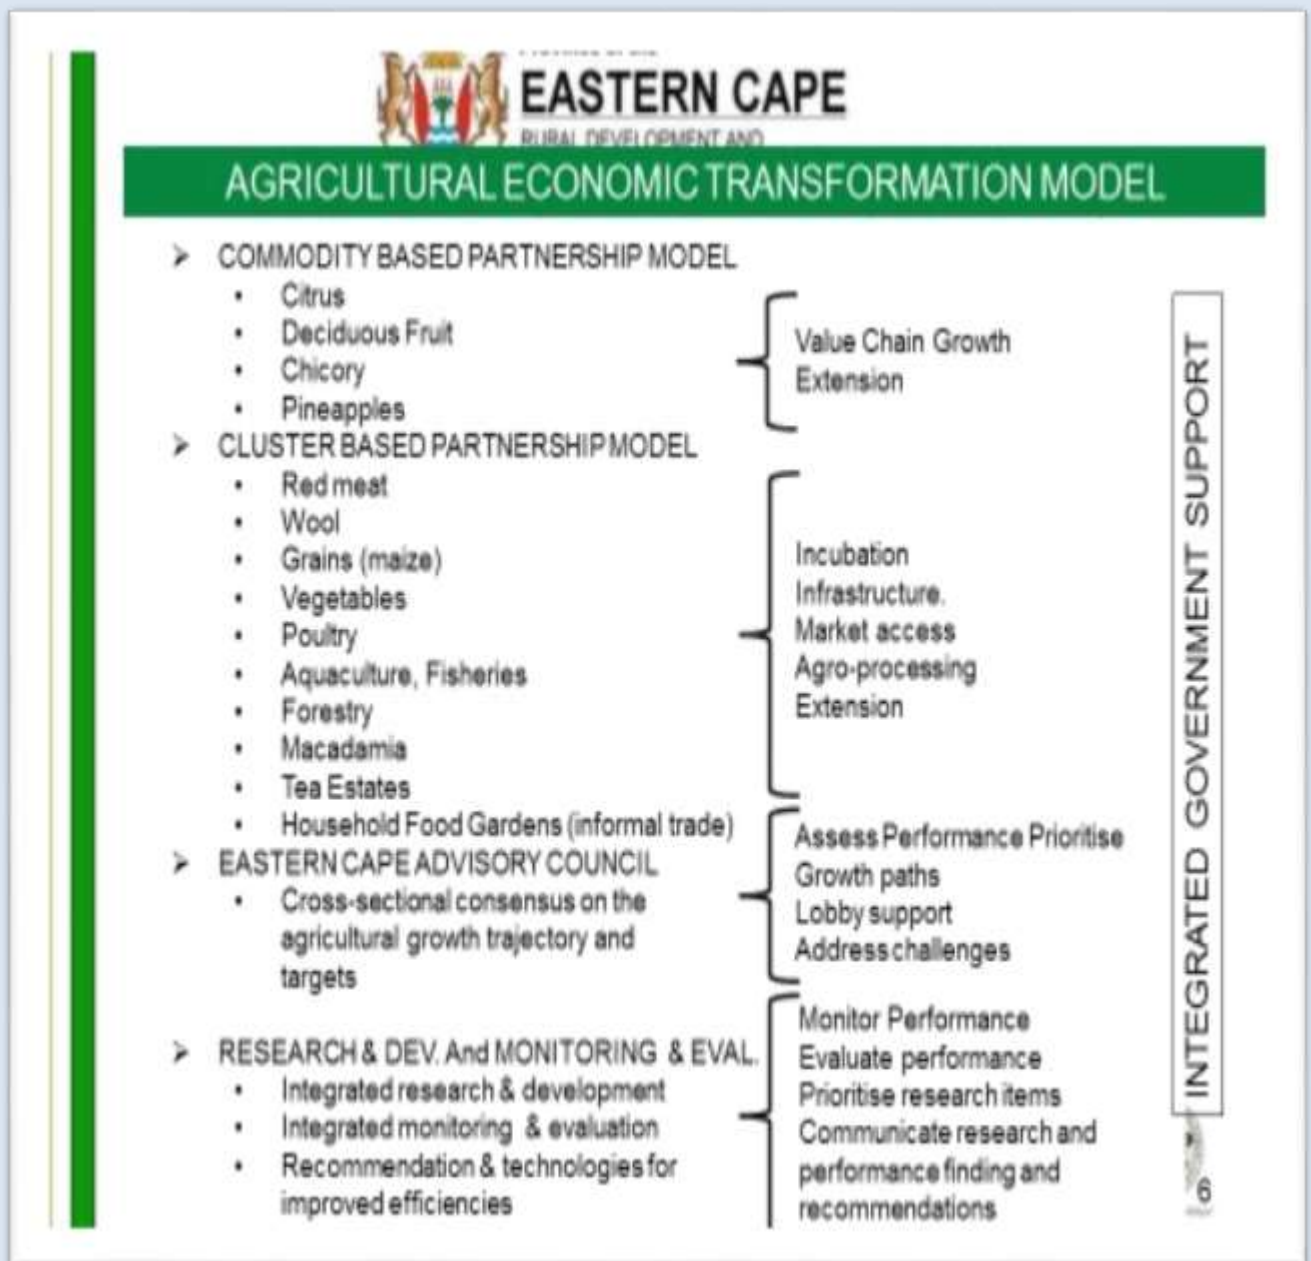 EASTERN CAPE
RURAL DEVELOPMENT AND
AGRICULTURAL ECONOMIC TRANSFORMATION MODEL
➢ COMMODITY BASED PARTNERSHIP MODEL
• Citrus
• Deciduous Fruit
• Chicory
• Pineapples
Value Chain Growth
Extension
➢ CLUSTER BASED PARTNERSHIP MODEL
• Red meat
• Wool
• Grains (maize)
• Vegetables
• Poultry
• Aquaculture, Fisheries
• Forestry
• Macadamia
• Tea Estates
• Household Food Gardens (informal trade)
Incubation
Infrastructure.
Market access
Agro-processing
Extension
➢ EASTERN CAPE ADVISORY COUNCIL
• Cross-sectional consensus on the
agricultural growth trajectory and
targets
Assess Performance Prioritise
Growth paths
Lobby support
Address challenges
➢ RESEARCH & DEV. And MONITORING & EVAL.
• Integrated research & development
• Integrated monitoring & evaluation
• Recommendation & technologies for
improved efficiencies
Monitor Performance
Evaluate performance
Prioritise research items
Communicate research and
performance finding and
recommendations
INTEGRATED GOVERNMENT SUPPORT
6